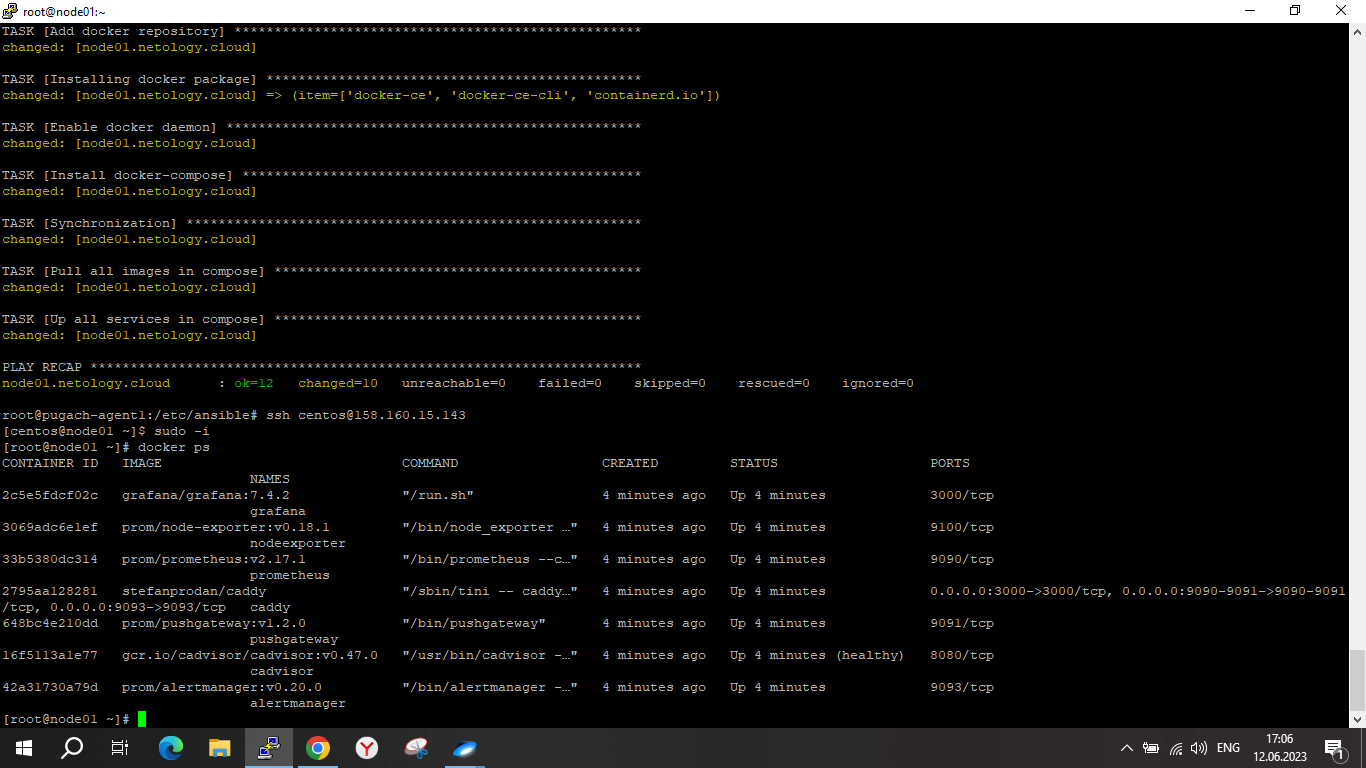 root@node01:~
TASK [Add docker repository] ***************************************************
changed: [node01.netology.cloud]
TASK [Installing docker package] ***********************************************
changed: [node01.netology.cloud] => (item=['docker-ce', 'docker-ce-cli', 'containerd.io'])
TASK [Enable docker daemon] ****************************************************
changed: [node01.netology.cloud]
TASK [Install docker-compose] **************************************************
changed: [node01.netology.cloud]
TASK [Synchronization] *********************************************************
changed: [node01.netology.cloud]
TASK [Pull all images in compose] **********************************************
changed: [node01.netology.cloud]
TASK [Up all services in compose] **********************************************
changed: [node01.netology.cloud]
PLAY RECAP *********************************************************************
node01.netology.cloud      : ok=12   changed=10   unreachable=0    failed=0    skipped=0    rescued=0    ignored=0
root@pugach-agent1:/etc/ansible# ssh centos@158.160.15.143
[centos@node01 ~]$ sudo -i
[root@node01 ~]# docker ps
CONTAINER ID   IMAGE                              COMMAND                  CREATED         STATUS                   PORTS
NAMES
2c5e5fdcf02c   grafana/grafana:7.4.2              "/run.sh"                4 minutes ago   Up 4 minutes             3000/tcp
grafana
3069adc6e1ef   prom/node-exporter:v0.18.1         "/bin/node_exporter …"   4 minutes ago   Up 4 minutes             9100/tcp
nodeexporter
33b5380dc314   prom/prometheus:v2.17.1            "/bin/prometheus --c…"   4 minutes ago   Up 4 minutes             9090/tcp
prometheus
2795aa128281   stefanprodan/caddy                 "/sbin/tini -- caddy…"   4 minutes ago   Up 4 minutes             0.0.0.0:3000->3000/tcp, 0.0.0.0:9090-9091->9090-9091
/tcp, 0.0.0.0:9093->9093/tcp   caddy
648bc4e210dd   prom/pushgateway:v1.2.0            "/bin/pushgateway"       4 minutes ago   Up 4 minutes             9091/tcp
pushgateway
16f5113a1e77   gcr.io/cadvisor/cadvisor:v0.47.0   "/usr/bin/cadvisor -…"   4 minutes ago   Up 4 minutes (healthy)   8080/tcp
cadvisor
42a31730a79d   prom/alertmanager:v0.20.0          "/bin/alertmanager -…"   4 minutes ago   Up 4 minutes             9093/tcp
alertmanager
[root@node01 ~]#
ENG
17:06
12.06.2023
1